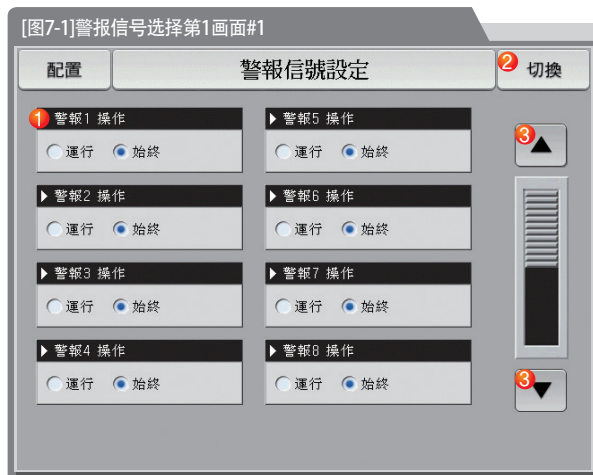 [图7-1]警报信号选择第1画面#1
配置
警報信號設定
2 切換
1 警報1 操作
運行 始終
警報5 操作
運行 始終
3
警報2 操作
運行 始終
警報6 操作
運行 始終
警報3 操作
運行 始終
警報7 操作
運行 始終
警報4 操作
運行 始終
警報8 操作
運行 始終
3